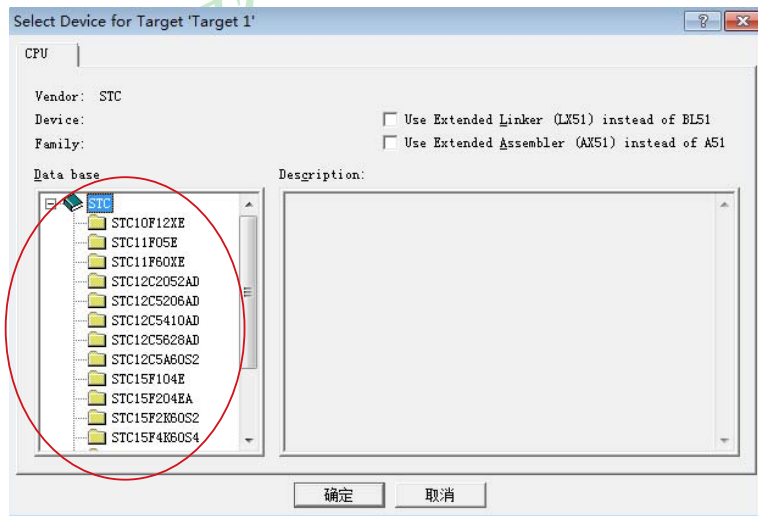 Select Device for Target 'Target 1'
CPU
Vendor: STC
Device:
Use Extended Linker (LX51) instead of BL51
Family:
Use Extended Assembler (AX51) instead of A51
Data base
Description:
STC
STC10F12XE
STC11F05E
STC11F60XE
STC12C2052AD
STC12C5206AD
STC12C5410AD
STC12C5628AD
STC12C5A60S2
STC15F104E
STC15F204EA
STC15F2K60S2
STC15F4K60S4
确定
取消